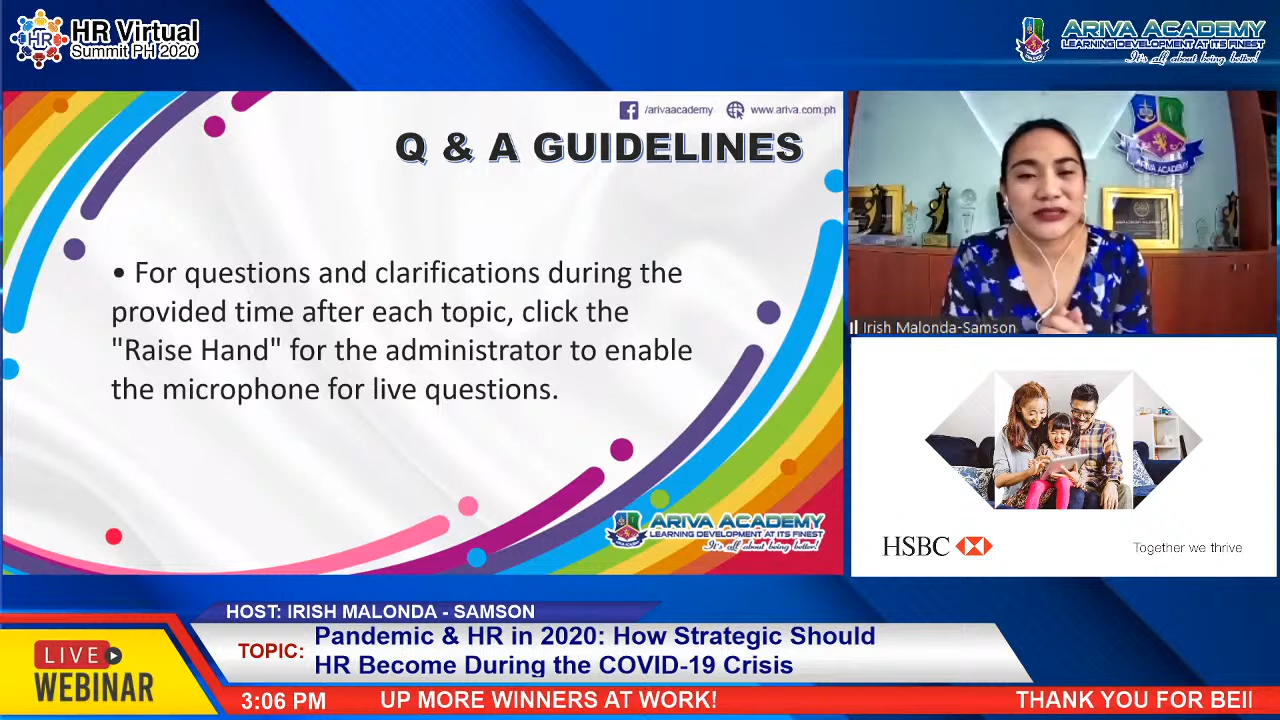 HR Virtual
Summit PH 2020
HR
ARIVA ACADEMY
LEARNING DEVELOPMENT AT ITS FINEST
It's all about being better!
/arivaacademy
www.ariva.com.ph
Q & A GUIDELINES
• For questions and clarifications during the
provided time after each topic, click the
"Raise Hand" for the administrator to enable
the microphone for live questions.
ARIVA ACADEMY
LEARNING DEVELOPMENT AT ITS FINEST
It's all about being better!
ARIVA ACADEMY
Irish Malonda-Samson
HSBC
Together we thrive
HOST: IRISH MALONDA - SAMSON
TOPIC:
Pandemic & HR in 2020: How Strategic Should
HR Become During the COVID-19 Crisis
LIVE
WEBINAR
3:06 PM
UP MORE WINNERS AT WORK!
THANK YOU FOR BEI